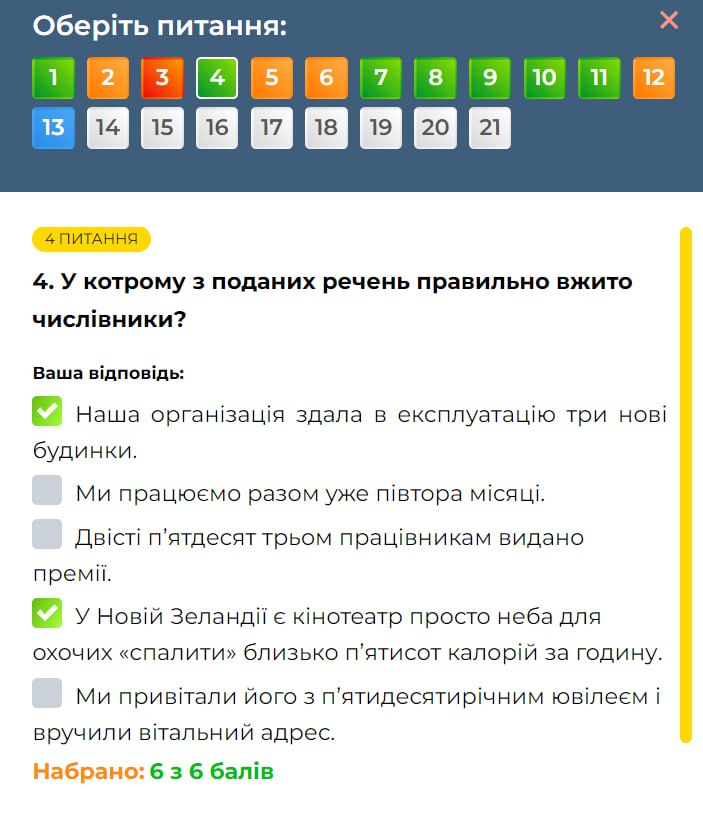 Оберіть питання:
1 2 3 4 5 6 7 8 9 10 11 12
13 14 15 16 17 18 19 20 21
4 ПИТАННЯ
4. У котрому з поданих речень правильно вжито
числівники?
Ваша відповідь:
Наша організація здала в експлуатацію три нові
будинки.
Ми працюємо разом уже півтора місяці.
Двісті п’ятдесят трьом працівникам видано
премії.
У Новій Зеландії є кінотеатр просто неба для
охочих «спалити» близько п’ятисот калорій за годину.
Ми привітали його з п’ятидесятирічним ювілеєм і
вручили вітальний адрес.
Набрано: 6 з 6 балів